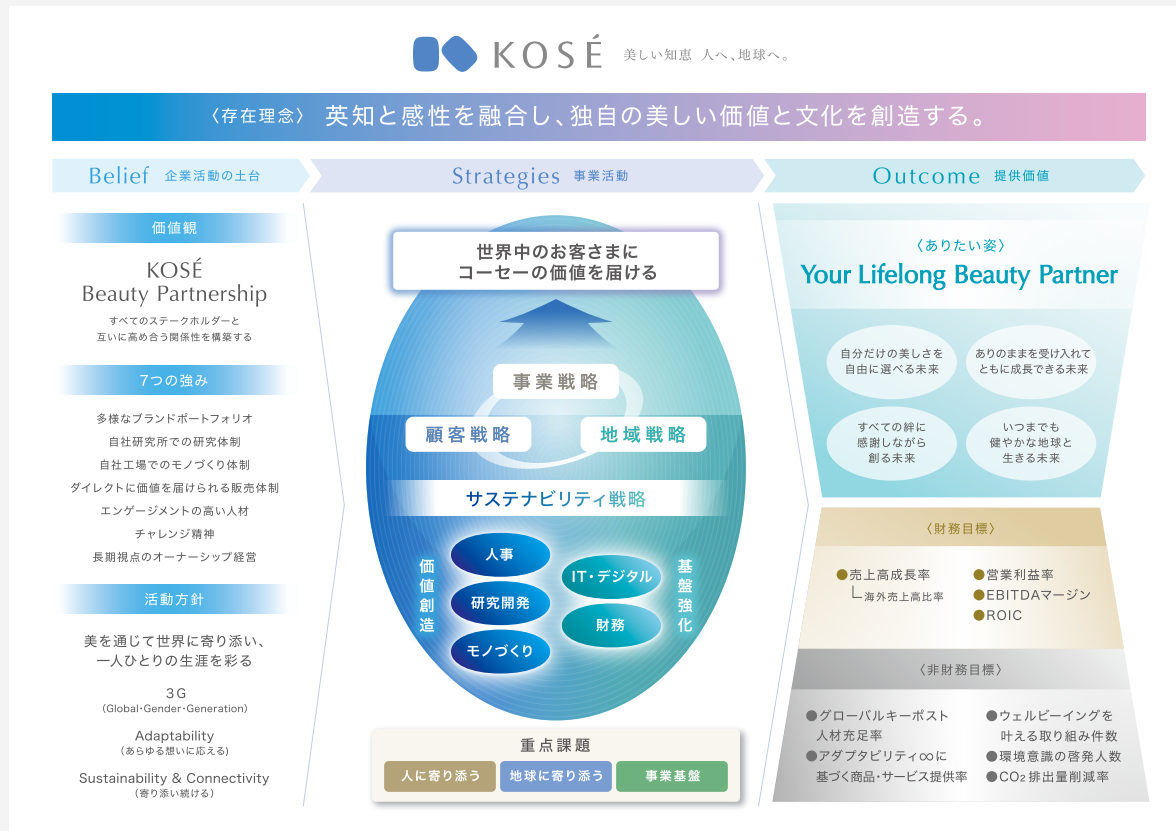 KOSÉ 美しい知恵 人へ、地球へ。
〈存在理念〉 英知と感性を融合し、独自の美しい価値と文化を創造する。
Belief 企業活動の土台
価値観
KOSÉ
Beauty Partnership
すべてのステークホルダーと
互いに高め合う関係性を構築する
7つの強み
多様なブランドポートフォリオ
自社研究所での研究体制
自社工場でのモノづくり体制
ダイレクトに価値を届けられる販売体制
エンゲージメントの高い人材
チャレンジ精神
長期視点のオーナーシップ経営
活動方針
美を通じて世界に寄り添い、
一人ひとりの生涯を彩る
3G
(Global・Gender・Generation)
Adaptability
(あらゆる想いに応える)
Sustainability & Connectivity
(寄り添い続ける)
Strategies 事業活動
世界中のお客さまに
コーセーの価値を届ける
事業戦略
顧客戦略
地域戦略
サステナビリティ戦略
価値創造
人事
研究開発
モノづくり
IT・デジタル
財務
基盤強化
重点課題
人に寄り添う
地球に寄り添う
事業基盤
Outcome 提供価値
〈ありたい姿〉
Your Lifelong Beauty Partner
自分だけの美しさを
自由に選べる未来
ありのままを受け入れて
ともに成長できる未来
すべての絆に
感謝しながら
創る未来
いつまでも
健やかな地球と
生きる未来
〈財務目標〉
●売上高成長率
└海外売上高比率
●営業利益率
●EBITDAマージン
●ROIC
〈非財務目標〉
●グローバルキーポスト
人材充足率
●アダプタビリティ∞に
基づく商品・サービス提供率
●ウェルビーイングを
叶える取り組み件数
●環境意識の啓発人数
●CO₂排出量削減率